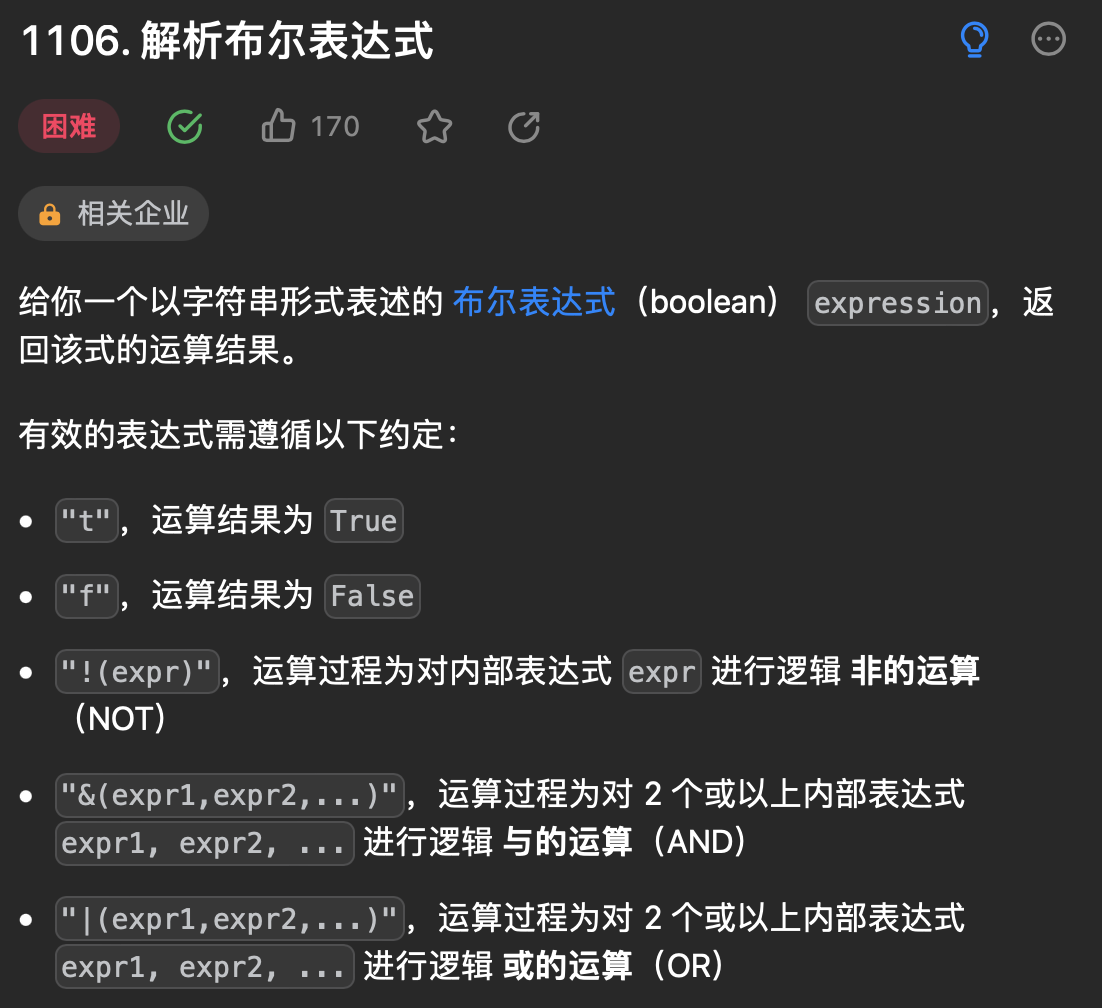 1106. 解析布尔表达式
困难 170
相关企业
给你一个以字符串形式表述的 布尔表达式（boolean） expression，返
回该式的运算结果。
有效的表达式需遵循以下约定：
• "t"，运算结果为 True
• "f"，运算结果为 False
• "!(expr)"，运算过程为对内部表达式 expr 进行逻辑 非的运算
（NOT）
• "&(expr1,expr2,...)"，运算过程为对 2 个或以上内部表达式
expr1, expr2, ... 进行逻辑 与的运算（AND）
• "|(expr1,expr2,...)"，运算过程为对 2 个或以上内部表达式
expr1, expr2, ... 进行逻辑 或的运算（OR）